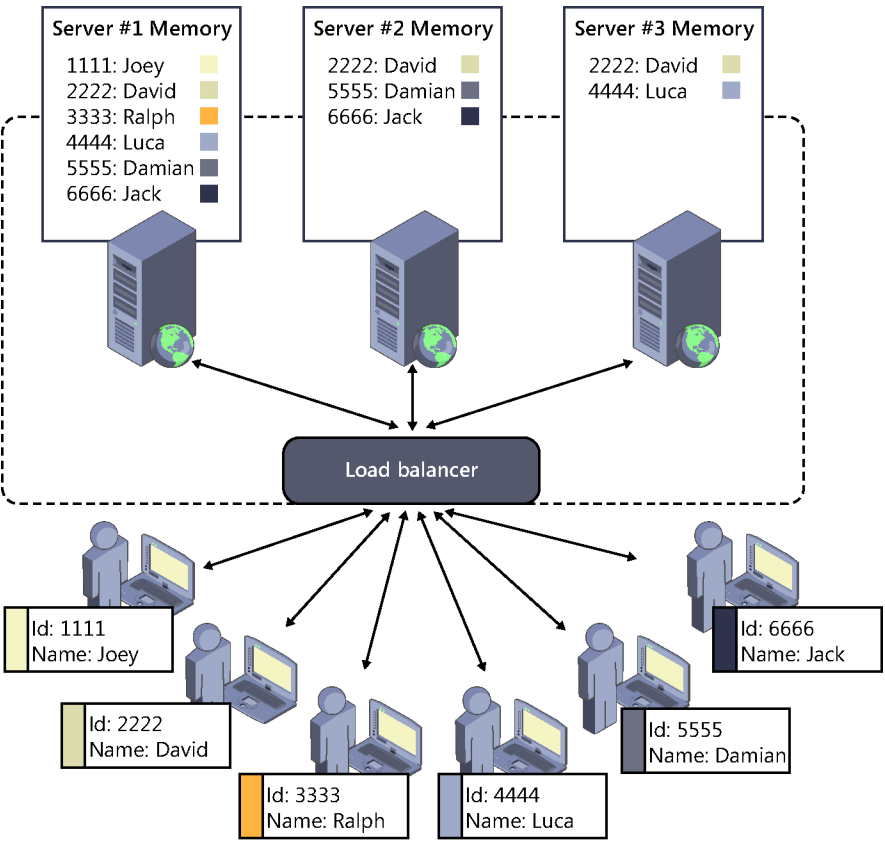 Server #1 Memory
1111: Joey
2222: David
3333: Ralph
4444: Luca
5555: Damian
6666: Jack
Server #2 Memory
2222: David
5555: Damian
6666: Jack
Server #3 Memory
2222: David
4444: Luca
Load balancer
Id: 1111
Name: Joey
Id: 2222
Name: David
Id: 3333
Name: Ralph
Id: 4444
Name: Luca
Id: 5555
Name: Damian
Id: 6666
Name: Jack